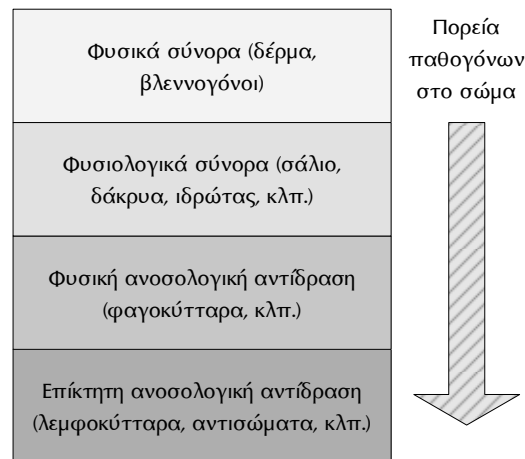 Φυσικά σύνορα (δέρμα,
βλεννογόνοι)
Φυσιολογικά σύνορα (σάλιο,
δάκρυα, ιδρώτας, κλπ.)
Φυσική ανοσολογική αντίδραση
(φαγοκύτταρα, κλπ.)
Επίκτητη ανοσολογική αντίδραση
(λεμφοκύτταρα, αντισώματα, κλπ.)
Πορεία
παθογόνων
στο σώμα